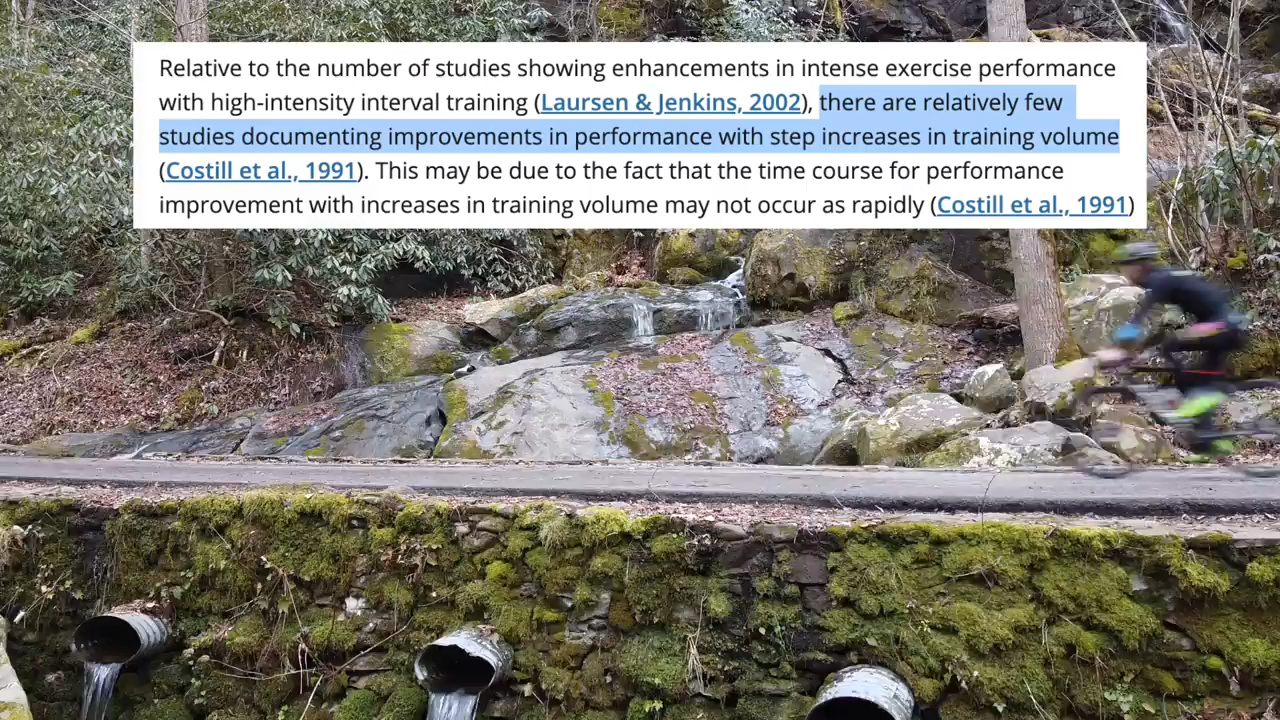 Relative to the number of studies showing enhancements in intense exercise performance
with high-intensity interval training (Laursen & Jenkins, 2002), there are relatively few
studies documenting improvements in performance with step increases in training volume
(Costill et al., 1991). This may be due to the fact that the time course for performance
improvement with increases in training volume may not occur as rapidly (Costill et al., 1991)